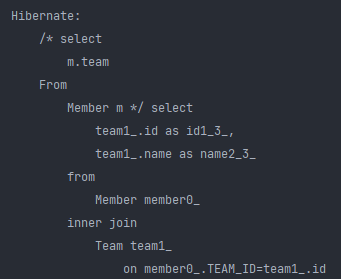 Hibernate:
/* select
m.team
From
Member m */ select
team1_.id as id1_3_,
team1_.name as name2_3_
from
Member member0_
inner join
Team team1_
on member0_.TEAM_ID=team1_.id